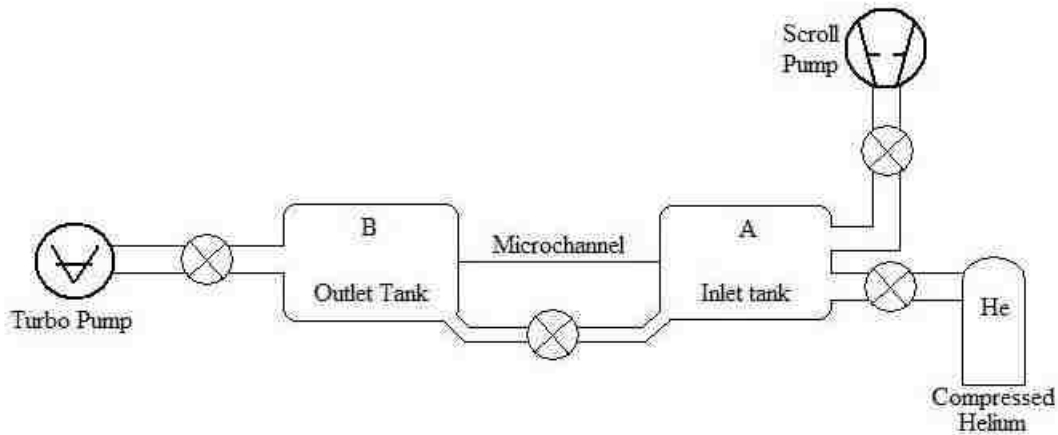 Scroll
Pump
B
A
Microchannel
Outlet Tank
Inlet tank
Turbo Pump
He
Compressed
Helium